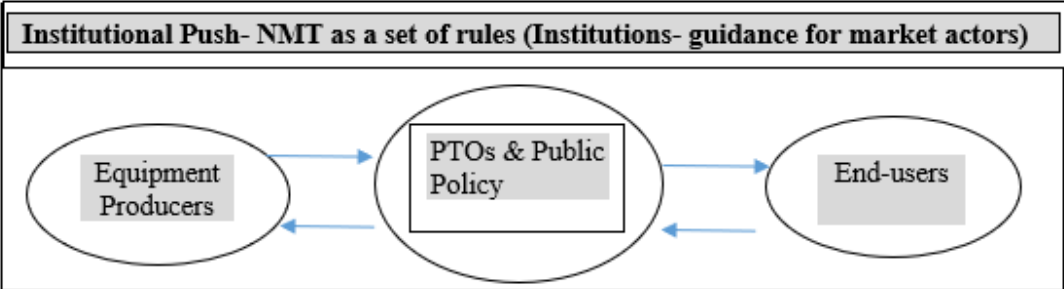 Institutional Push- NMT as a set of rules (Institutions- guidance for market actors)
Equipment
Producers
PTOs & Public
Policy
End-users